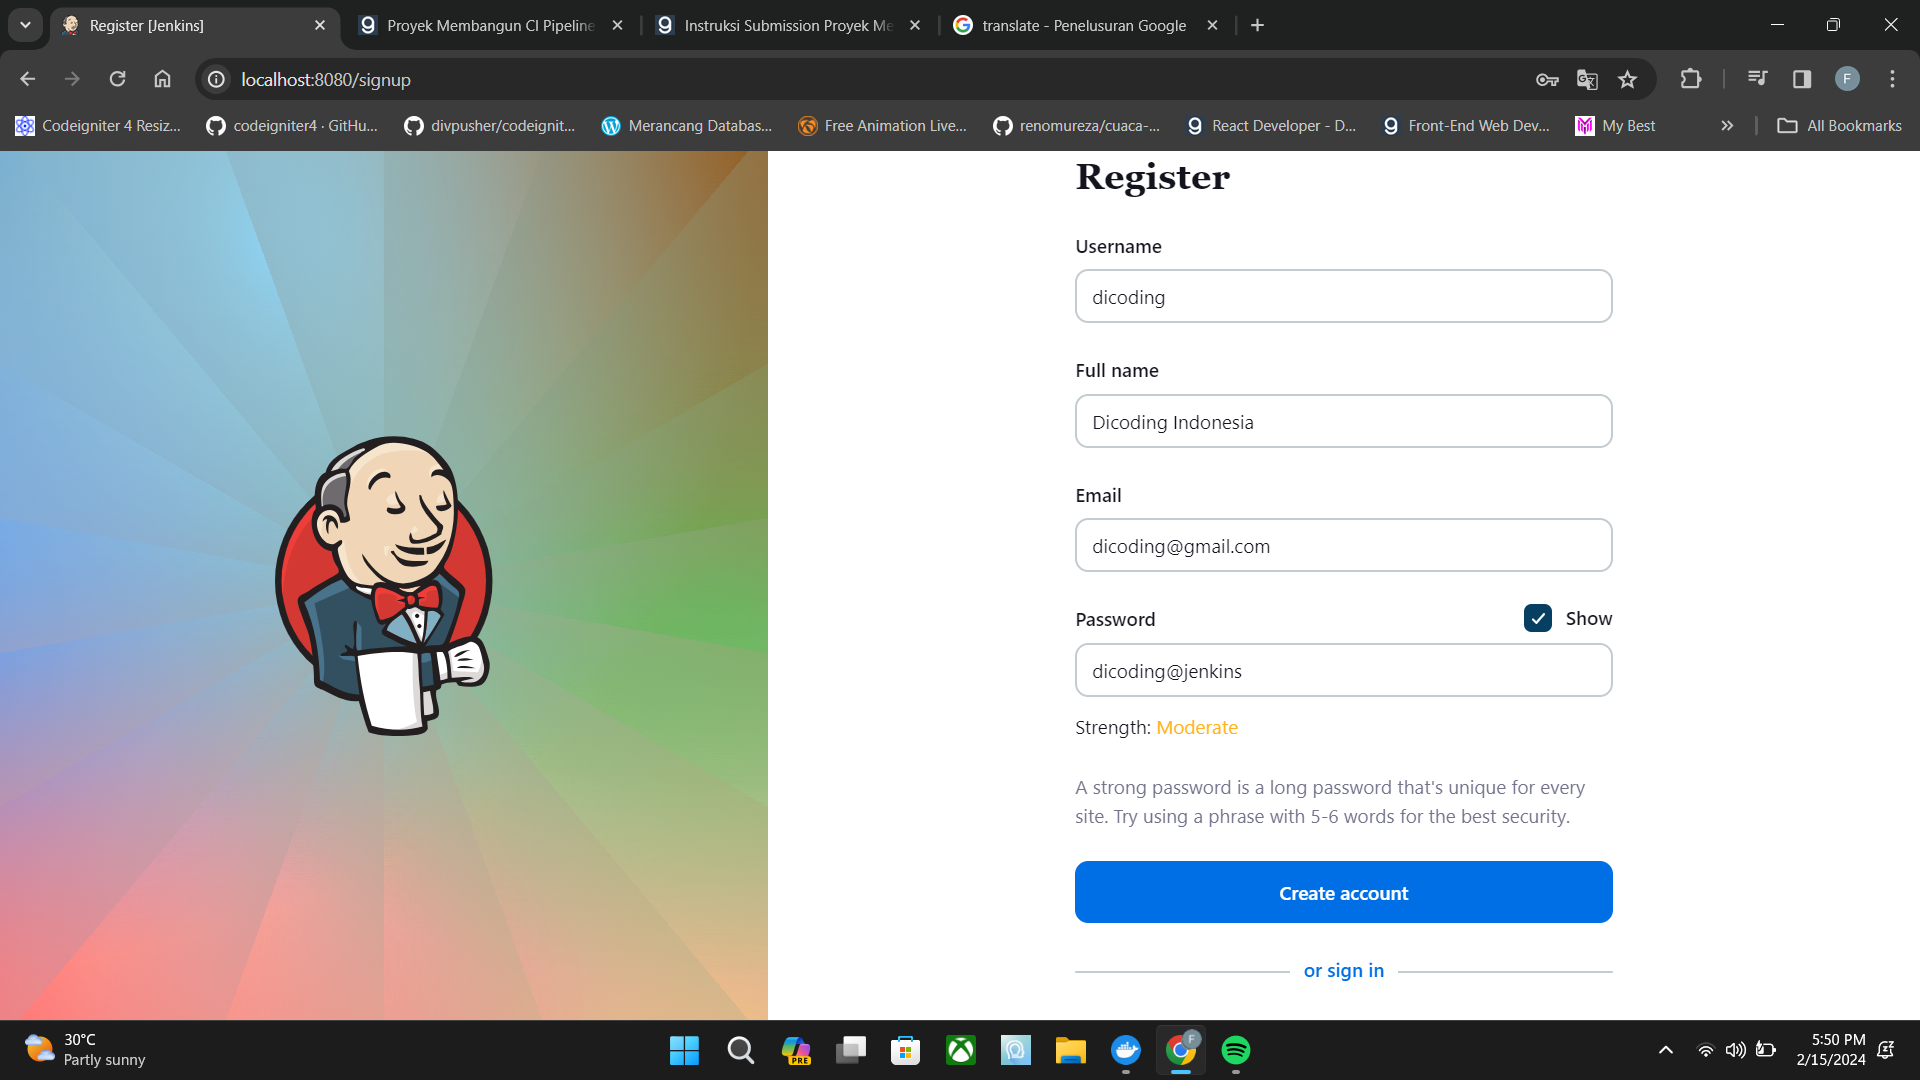 Register [Jenkins]
Proyek Membangun CI Pipeline
Instruksi Submission Proyek Me
translate - Penelusuran Google
localhost:8080/signup
F
Codeigniter 4 Resiz...
codeigniter4 · GitHu...
divpusher/codeignit...
Merancang Databas...
Free Animation Live...
renomureza/cuaca-...
React Developer - D...
Front-End Web Dev...
My Best
All Bookmarks
Register
Username
dicoding
Full name
Dicoding Indonesia
Email
dicoding@gmail.com
Password
Show
dicoding@jenkins
Strength: Moderate
A strong password is a long password that's unique for every
site. Try using a phrase with 5-6 words for the best security.
Create account
or sign in
30°C
Partly sunny
PRE
F
5:50 PM
2/15/2024